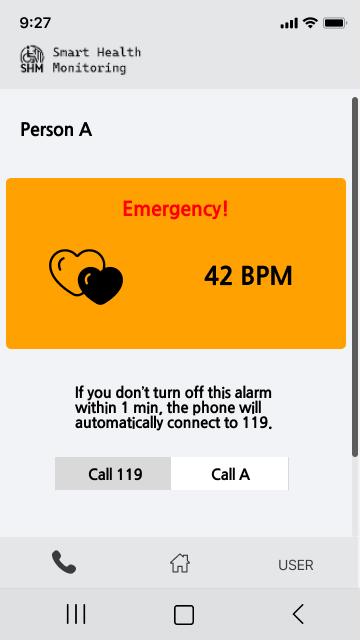 9:27
SHM
Smart Health
Monitoring
Person A
Emergency!
42 BPM
If you don't turn off this alarm
within 1 min, the phone will
automatically connect to 119.
Call 119
Call A
USER